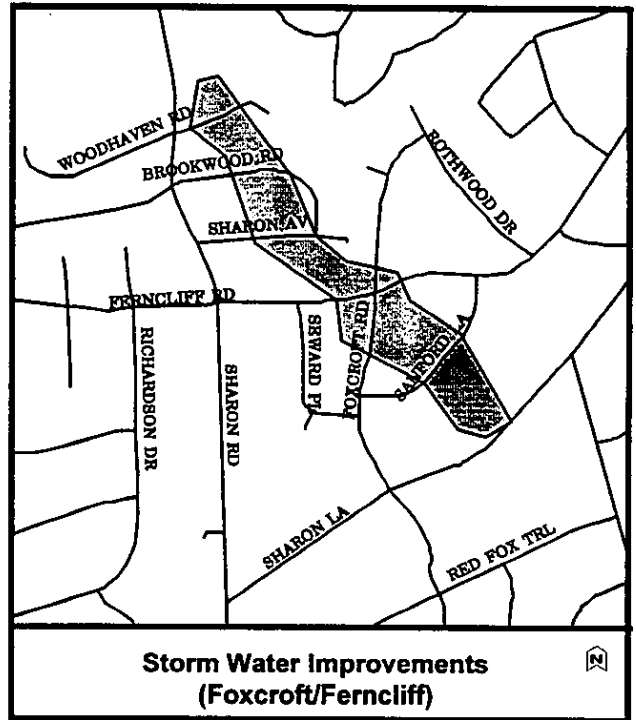 WOODHAVEN RD
BROOKWOOD RD
ROTHWOOD DR
SHARON AV
FERNCLIFF RD
RICHARDSON DR
SHARON RD
SEWARD PL
FOXCROFT RD
SANFORD LA
SHARON LA
RED FOX TRL
Storm Water Improvements
(Foxcroft/Ferncliff)
N